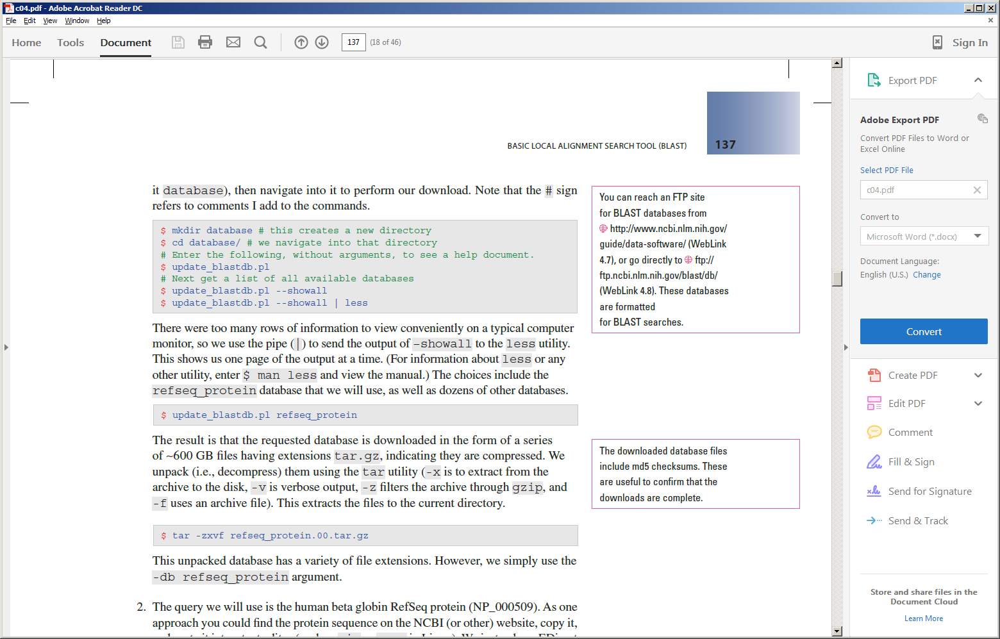 c04.pdf - Adobe Acrobat Reader DC
File Edit View Window Help
Home Tools Document 137 (18 of 46) Sign In
BASIC LOCAL ALIGNMENT SEARCH TOOL (BLAST) 137
it database), then navigate into it to perform our download. Note that the # sign
refers to comments I add to the commands.
$ mkdir database # this creates a new directory
$ cd database/ # we navigate into that directory
# Enter the following, without arguments, to see a help document.
$ update_blastdb.pl
# Next get a list of all available databases
$ update_blastdb.pl --showall
$ update_blastdb.pl --showall | less
There were too many rows of information to view conveniently on a typical computer
monitor, so we use the pipe (|) to send the output of –showall to the less utility.
This shows us one page of the output at a time. (For information about less or any
other utility, enter $ man less and view the manual.) The choices include the
refseq_protein database that we will use, as well as dozens of other databases.
$ update_blastdb.pl refseq_protein
The result is that the requested database is downloaded in the form of a series
of ~600 GB files having extensions tar.gz, indicating they are compressed. We
unpack (i.e., decompress) them using the tar utility (-x is to extract from the
archive to the disk, -v is verbose output, -z filters the archive through gzip, and
-f uses an archive file). This extracts the files to the current directory.
$ tar -zxvf refseq_protein.00.tar.gz
This unpacked database has a variety of file extensions. However, we simply use the
-db refseq_protein argument.
2. The query we will use is the human beta globin RefSeq protein (NP_000509). As one
approach you could find the protein sequence on the NCBI (or other) website, copy it,
You can reach an FTP site
for BLAST databases from
http://www.ncbi.nlm.nih.gov/
guide/data-software/ (WebLink
4.7), or go directly to ftp://
ftp.ncbi.nlm.nih.gov/blast/db/
(WebLink 4.8). These databases
are formatted
for BLAST searches.
The downloaded database files
include md5 checksums. These
are useful to confirm that the
downloads are complete.
Export PDF
Adobe Export PDF
Convert PDF Files to Word or
Excel Online
Select PDF File
c04.pdf
Convert to
Microsoft Word (*.docx)
Document Language:
English (U.S.) Change
Convert
Create PDF
Edit PDF
Comment
Fill & Sign
Send for Signature
Send & Track
Store and share files in the
Document Cloud
Learn More